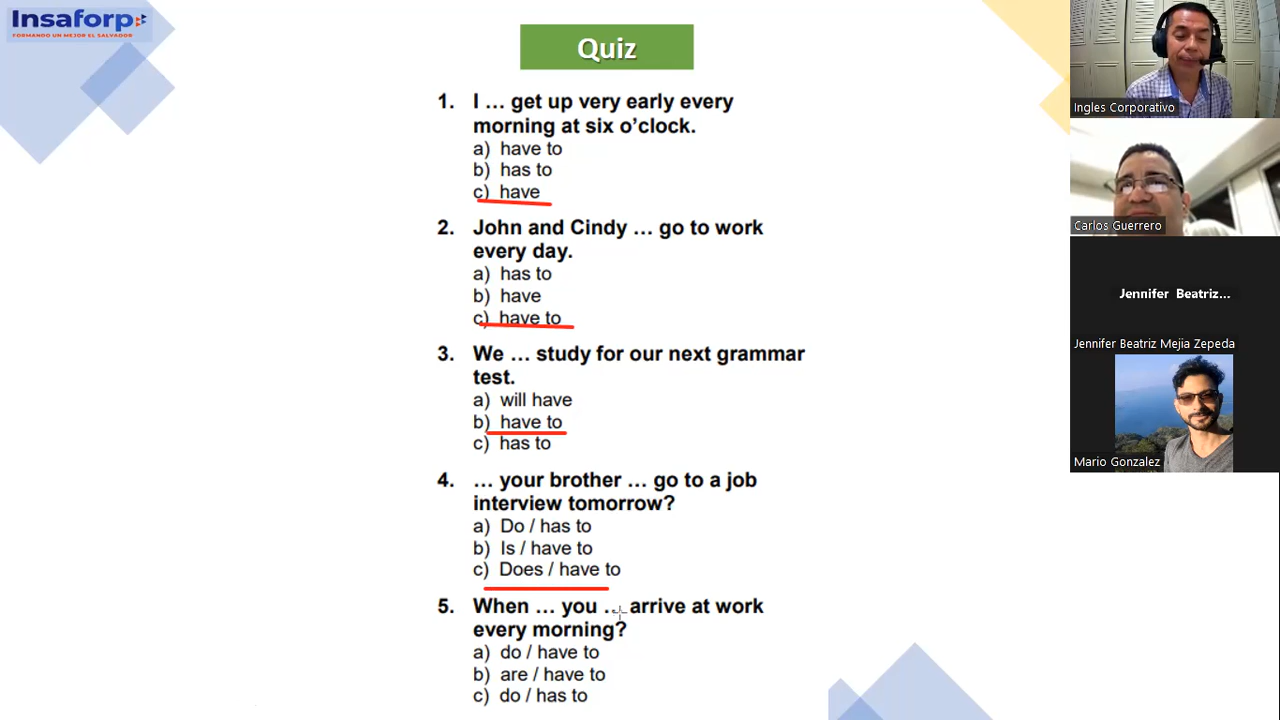 Insaforp
FORMANDO UN MEJOR EL SALVADOR
Quiz
1. I … get up very early every
morning at six o’clock.
a) have to
b) has to
c) have
2. John and Cindy … go to work
every day.
a) has to
b) have
c) have to
3. We … study for our next grammar
test.
a) will have
b) have to
c) has to
4. … your brother … go to a job
interview tomorrow?
a) Do / has to
b) Is / have to
c) Does / have to
5. When … you … arrive at work
every morning?
a) do / have to
b) are / have to
c) do / has to
Ingles Corporativo
Carlos Guerrero
Jennifer Beatriz...
Jennifer Beatriz Mejia Zepeda
Mario Gonzalez